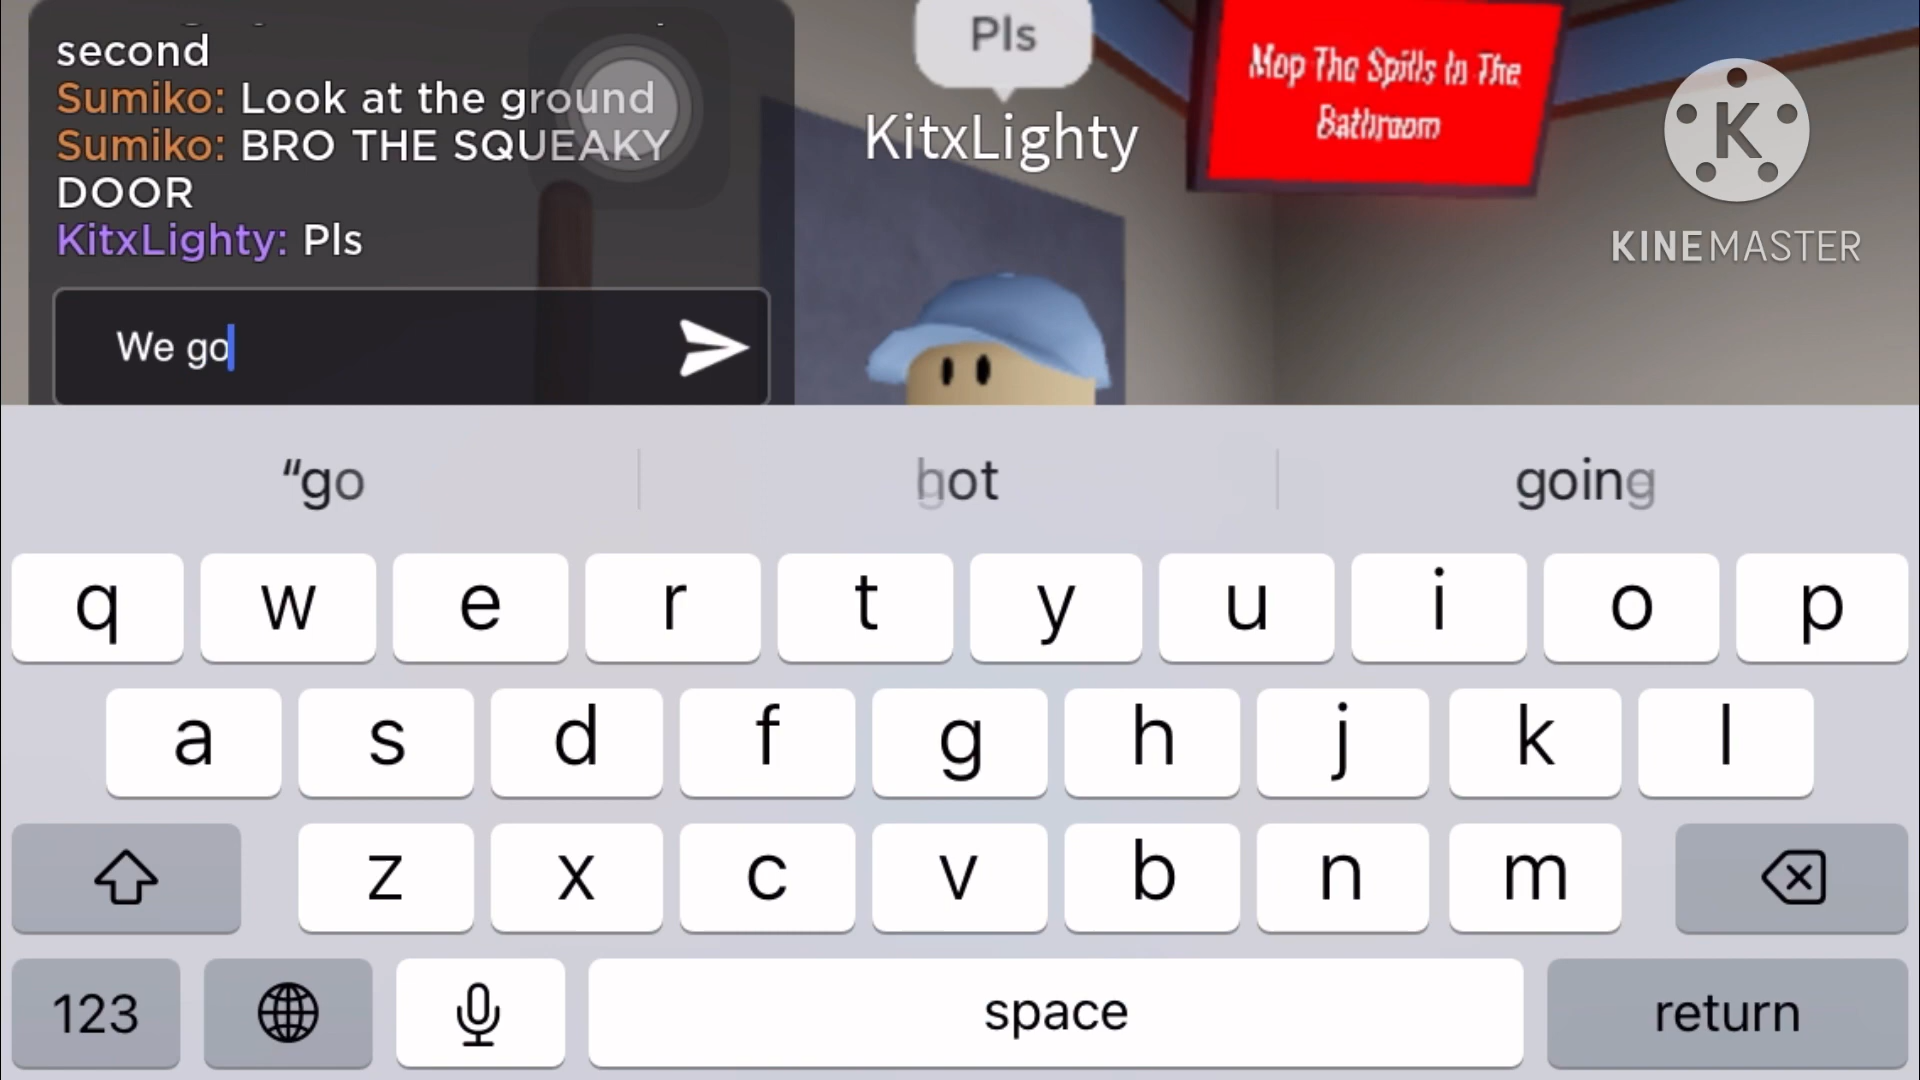 second
Sumiko: Look at the ground
Sumiko: BRO THE SQUEAKY
DOOR
KitxLighty: Pls
We go
Pls
KitxLighty
Mop The Spills In The
Bathroom
K
KINEMASTER
“go
going
q w e r t y u i o p
a s d f g h j k l
z x c v b n m
123
space
return